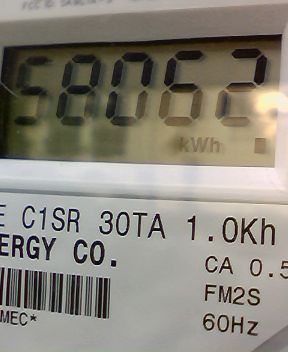 58062
kWh
E C1SR 30TA 1.0Kh
ERGY CO.
CA 0.5
FM2S
MEC*
60Hz